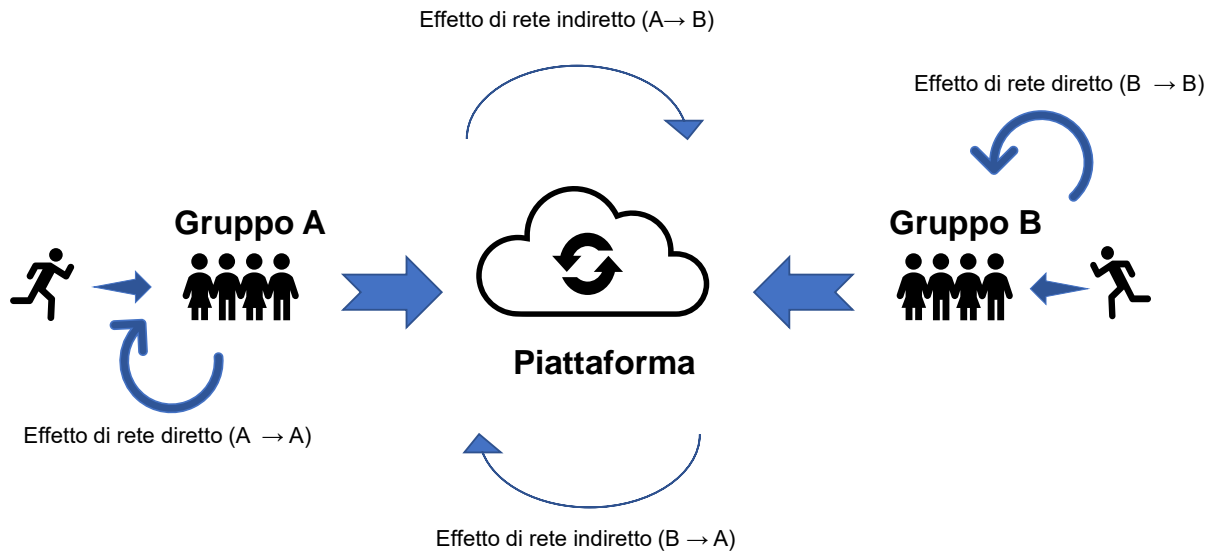 Effetto di rete indiretto (A→ B)
Effetto di rete diretto (B → B)
Gruppo A
Gruppo B
Piattaforma
Effetto di rete diretto (A → A)
Effetto di rete indiretto (B → A)